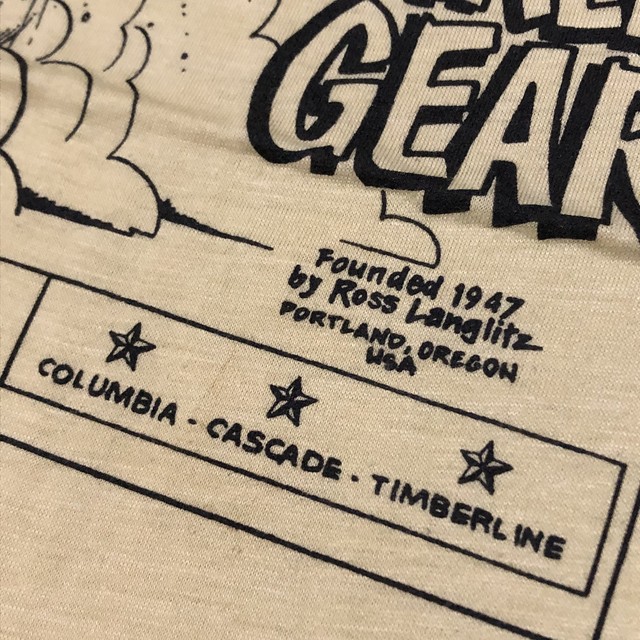 GEAR
Founded 1947
by Ross Langlitz
PORTLAND, OREGON
USA
COLUMBIA - CASCADE - TIMBERLINE